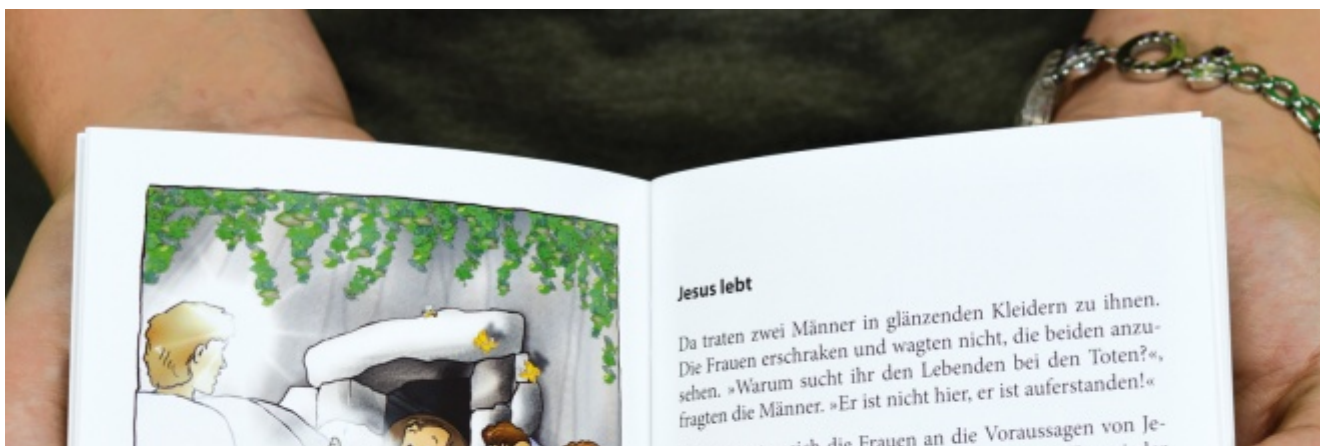 Jesus lebt
Da traten zwei Männer in glänzenden Kleidern zu ihnen.
Die Frauen erschraken und wagten nicht, die beiden anzu-
sehen. »Warum sucht ihr den Lebenden bei den Toten?«,
fragten die Männer. »Er ist nicht hier, er ist auferstanden!«
die Frauen an die Voraussagen von Je-